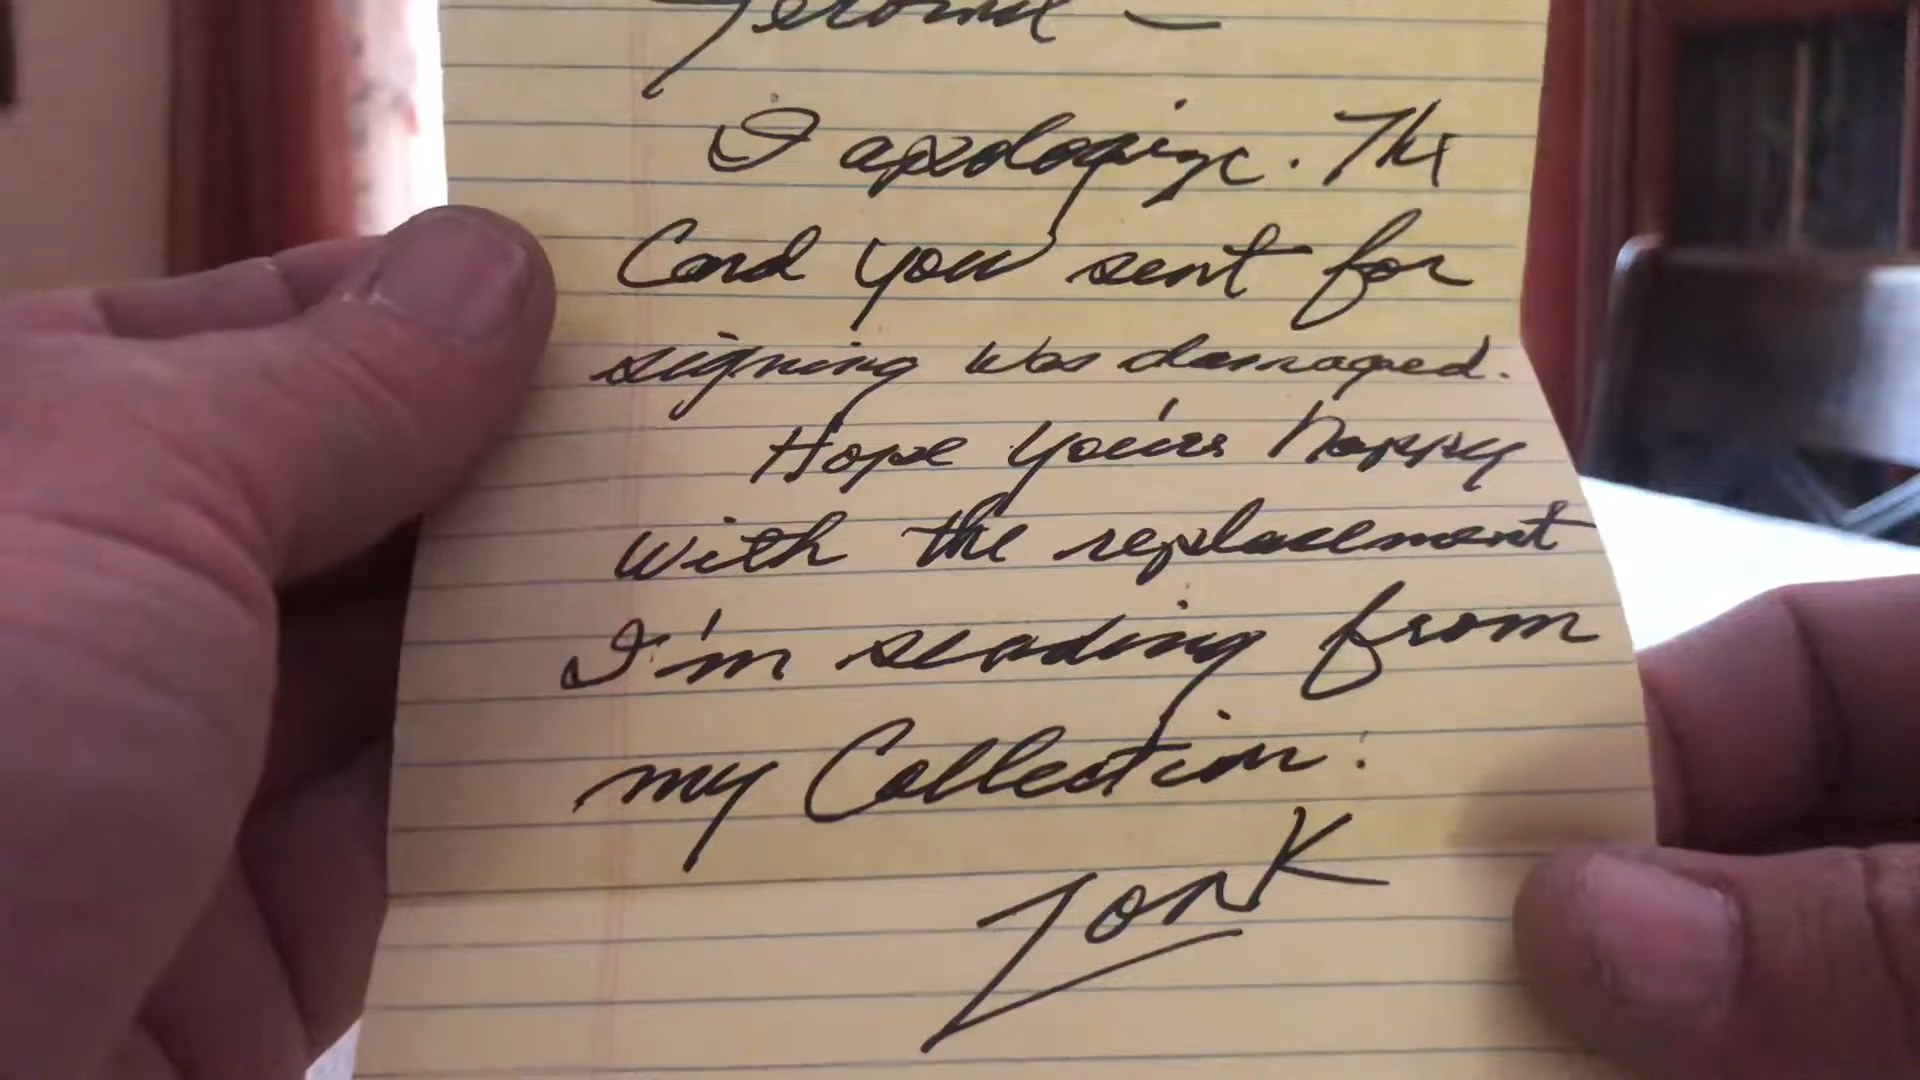 Jerome —
I apologize. The
Card you sent for
signing was damaged.
Hope you're happy
with the replacement
I'm sending from
my Collection.
Zonk